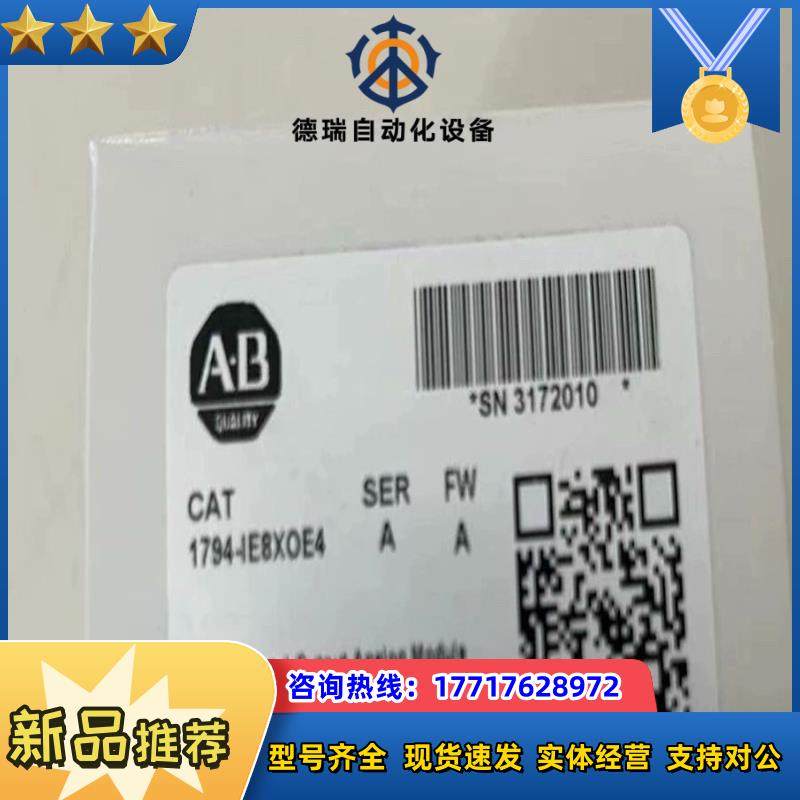 德瑞自动化设备
A·B
QUALITY
*SN 3172010 *
CAT SER FW
1794-IE8XOE4 A A
Analog Module
咨询热线：17717628972
新品推荐
型号齐全 现货速发 实体经营 支持对公